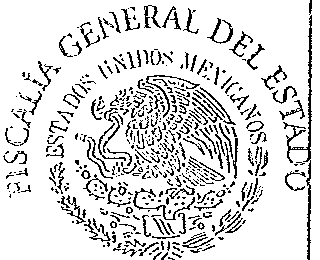 FISCALÍA GENERAL DEL ESTADO
ESTADOS UNIDOS MEXICANOS